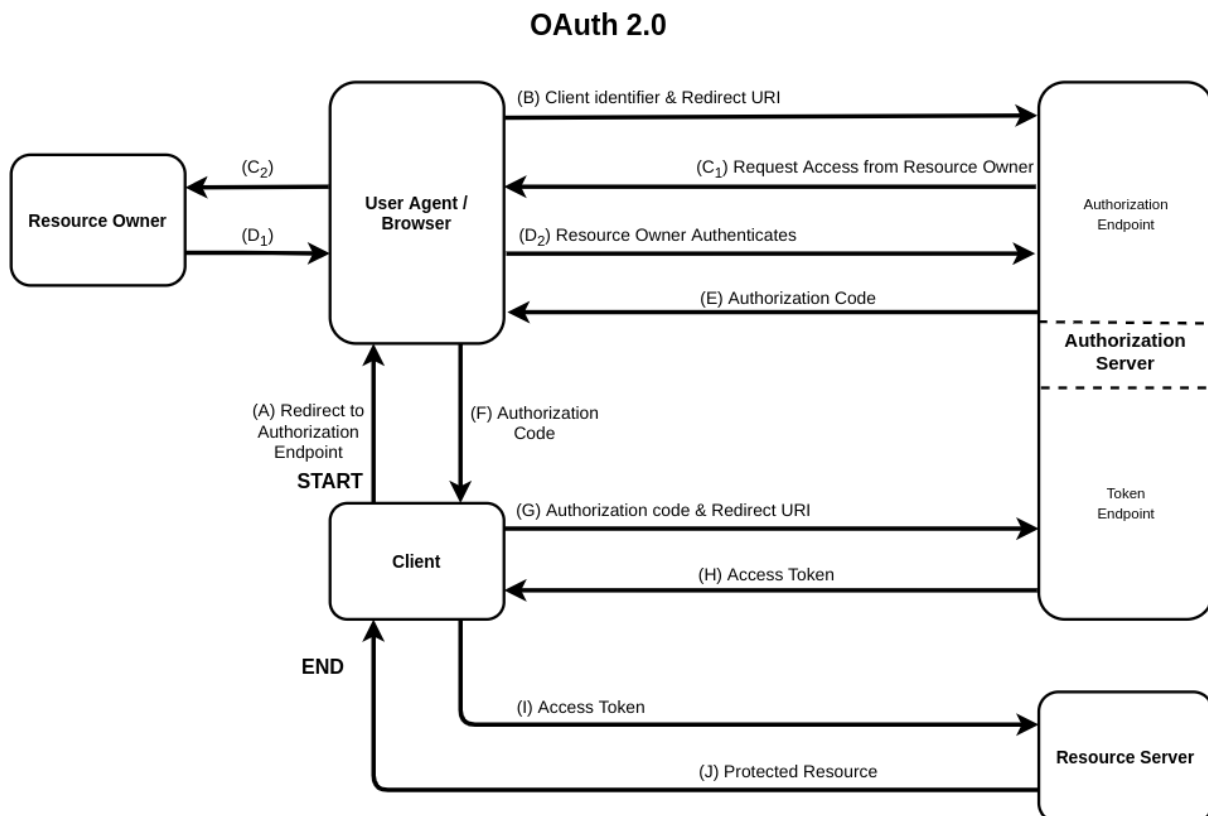 OAuth 2.0
(B) Client identifier & Redirect URI
(C₂)
(C₁) Request Access from Resource Owner
Resource Owner
User Agent /
Browser
Authorization
Endpoint
(D₁)
(D₂) Resource Owner Authenticates
(E) Authorization Code
Authorization
Server
(A) Redirect to
Authorization
Endpoint
START
(F) Authorization
Code
Token
Endpoint
(G) Authorization code & Redirect URI
Client
(H) Access Token
END
(I) Access Token
Resource Server
(J) Protected Resource